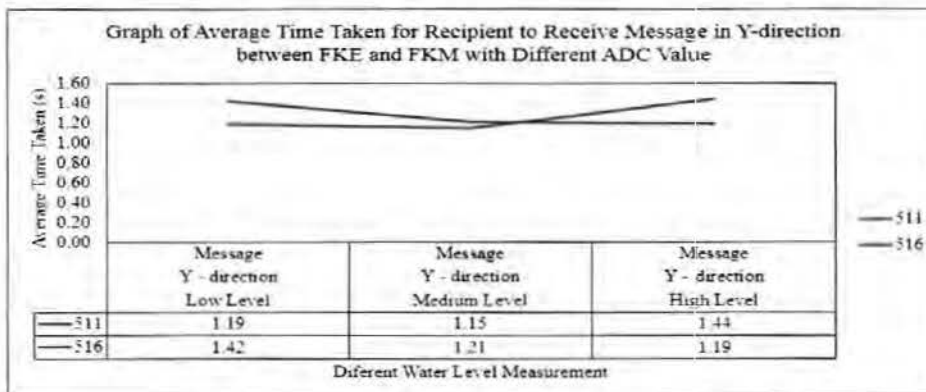 Graph of Average Time Taken for Recipient to Receive Message in Y-direction
between FKE and FKM with Different ADC Value
Average Time Taken (s)
1.60
1.40
1.20
1.00
0.80
0.60
0.40
0.20
0.00
511
516
Message Message Message
Y - direction Y - direction Y - direction
Low Level Medium Level High Level
511 1.19 1.15 1.44
516 1.42 1.21 1.19
Diferent Water Level Measurement